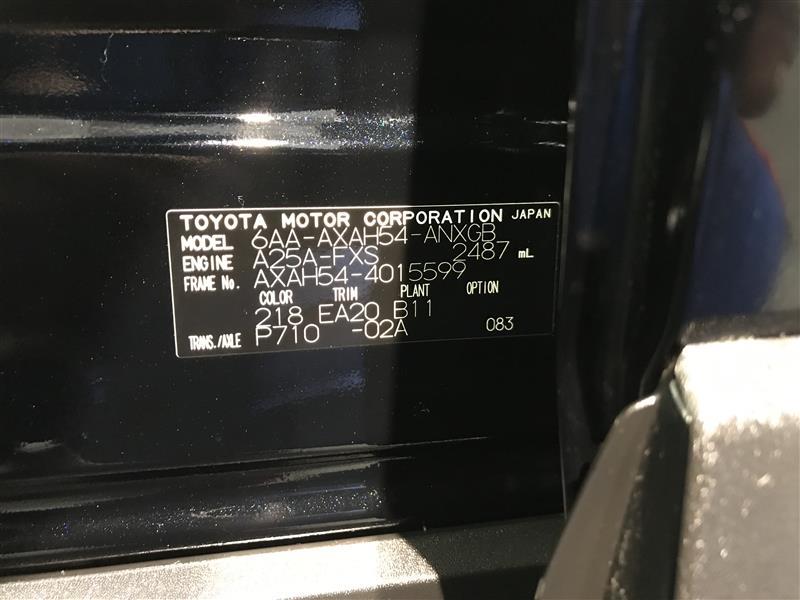 TOYOTA MOTOR CORPORATION JAPAN
MODEL 6AA-AXAH54-ANXGB
ENGINE A25A-FXS 2487 mL
FRAME No. AXAH54-4015599
COLOR TRIM PLANT OPTION
218 EA20 B11
TRANS./AXLE P710 -02A 083